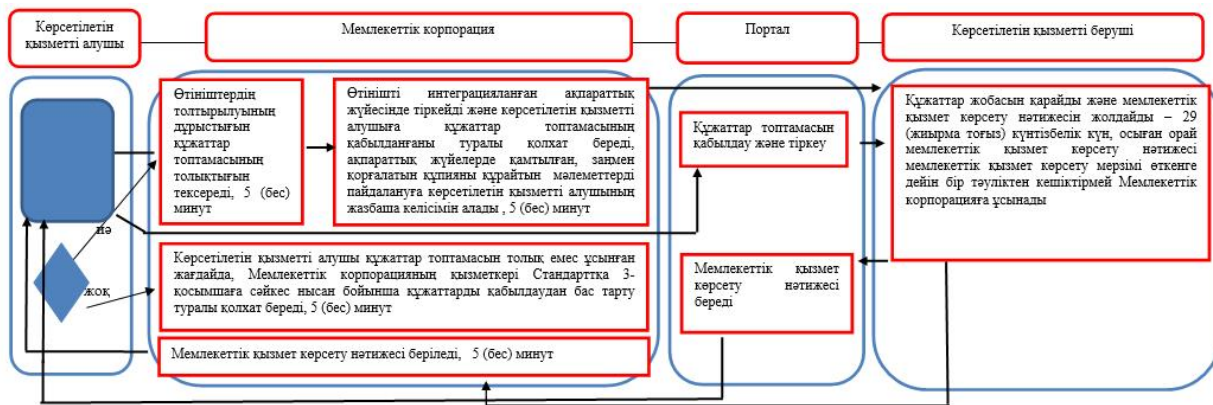 Көрсетілетін
қызметті алушы
Мемлекеттік корпорация
Портал
Көрсетілетін қызметті беруші
Өтініштердің
толтырылуының
дұрыстығын
құжаттар
топтамасының
толықтығын
тексереді, 5 (бес)
минут
Өтінішті интеграцияланған ақпараттық
жүйесінде тіркейді және көрсетілетін қызметті
алушыға құжаттар топтамасының
қабылданғаны туралы қолхат береді,
ақпараттық жүйелерде қамтылған, заңмен
қорғалатын құпияны құрайтын мәлеметтерді
пайдалануға көрсетілетін қызметті алушының
жазбаша келісімін алады , 5 (бес) минут
Құжаттар топтамасын
қабылдау және тіркеу
Құжаттар жобасын қарайды және мемлекеттік
қызмет көрсету нәтижесін жолдайды – 29
(жиырма тоғыз) күнтізбелік күн, осыған орай
мемлекеттік қызмет көрсету нәтижесі
мемлекеттік қызмет көрсету мерзімі өткенге
дейін бір тәуліктен кешіктірмей Мемлекеттік
корпорацияға ұсынады
иә
жоқ
Көрсетілетін қызметті алушы құжаттар топтамасын толық емес ұсынған
жағдайда, Мемлекеттік корпорацияның қызметкері Стандартқа 3-
қосымшаға сәйкес нысан бойынша құжаттарды қабылдаудан бас тарту
туралы қолхат береді, 5 (бес) минут
Мемлекеттік қызмет
көрсету нәтижесі
береді
Мемлекеттік қызмет көрсету нәтижесі беріледі, 5 (бес) минут